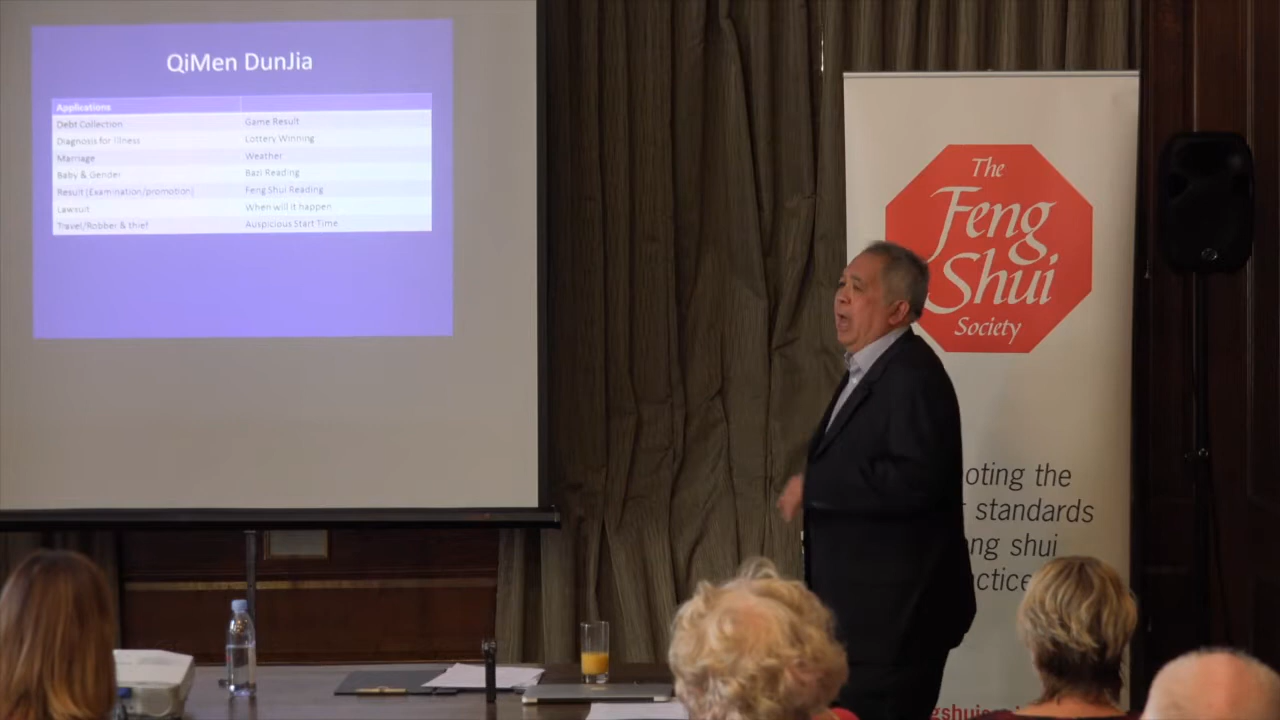 QiMen DunJia
Applications
Debt Collection Game Result
Diagnosis for Illness Lottery Winning
Marriage Weather
Baby & Gender Bazi Reading
Result (Examination/promotion) Feng Shui Reading
Lawsuit When will it happen
Travel/Robber & thief Auspicious Start Time
The
Feng
Shui
Society
oting the
standards
ng shui
actice
gshui